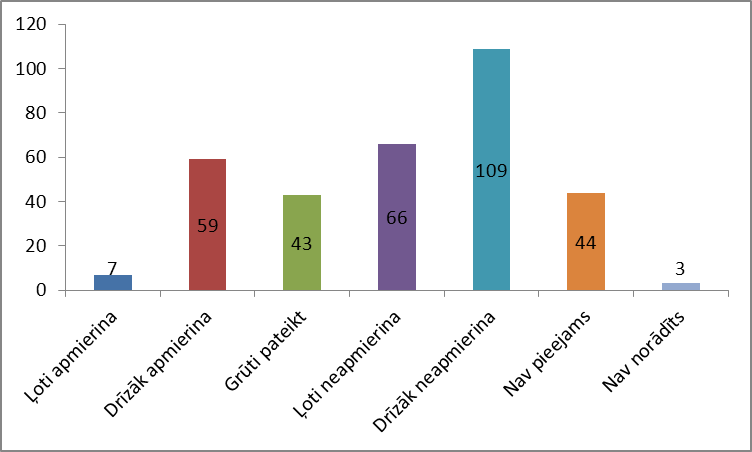 120
100
80
60
40
20
0
7
59
43
66
109
44
3
Ļoti apmierina
Drīzāk apmierina
Grūti pateikt
Ļoti neapmierina
Drīzāk neapmierina
Nav pieejams
Nav norādīts